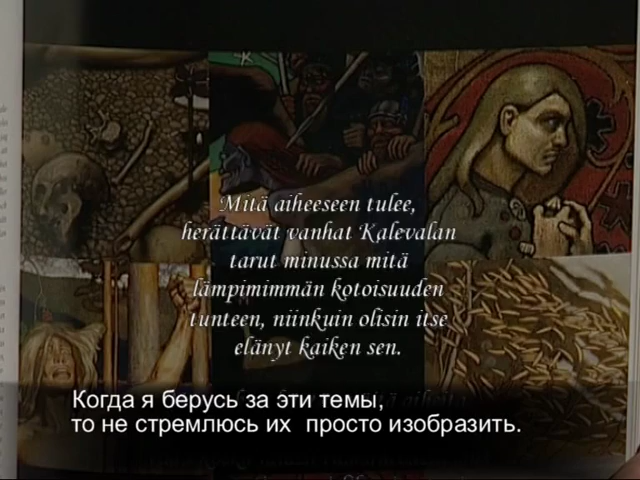 Mitä aiheeseen tulee,
herättävät vanhat Kalevalan
tarut minussa mitä
lämpimimmän kotoisuuden
tunteen, niinkuin olisin itse
elänyt kaiken sen.
Когда я берусь за эти темы,
то не стремлюсь их просто изобразить.